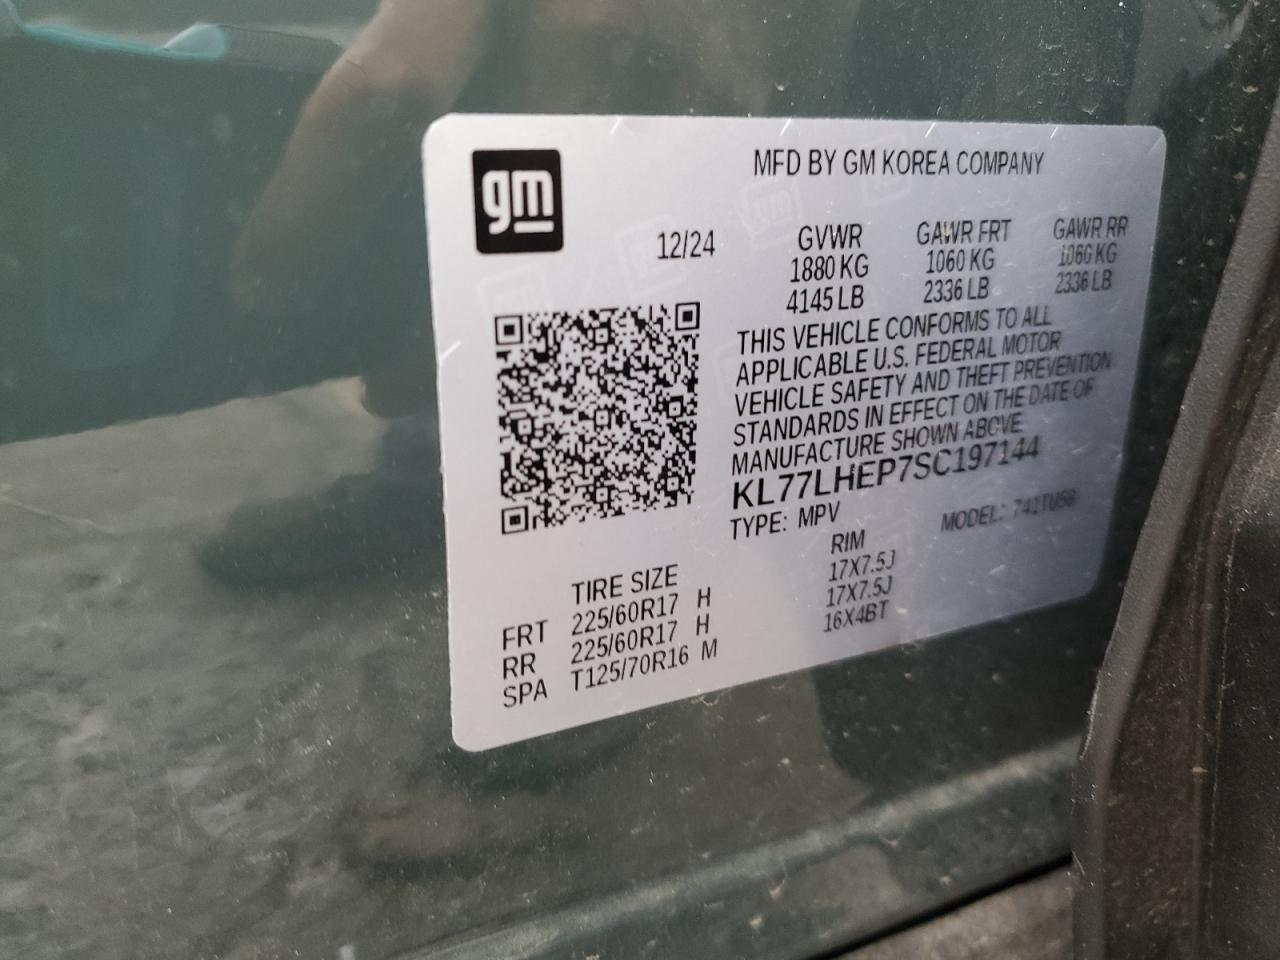 gm
MFD BY GM KOREA COMPANY
12/24
GVWR GAWR FRT GAWR RR
1880 KG 1060 KG 1060 KG
4145 LB 2336 LB 2336 LB
THIS VEHICLE CONFORMS TO ALL
APPLICABLE U.S. FEDERAL MOTOR
VEHICLE SAFETY AND THEFT PREVENTION
STANDARDS IN EFFECT ON THE DATE OF
MANUFACTURE SHOWN ABOVE
KL77LHEP7SC197144
TYPE: MPV MODEL:
TIRE SIZE RIM
FRT 225/60R17 H 17X7.5J
RR 225/60R17 H 17X7.5J
SPA T125/70R16 M 16X4BT